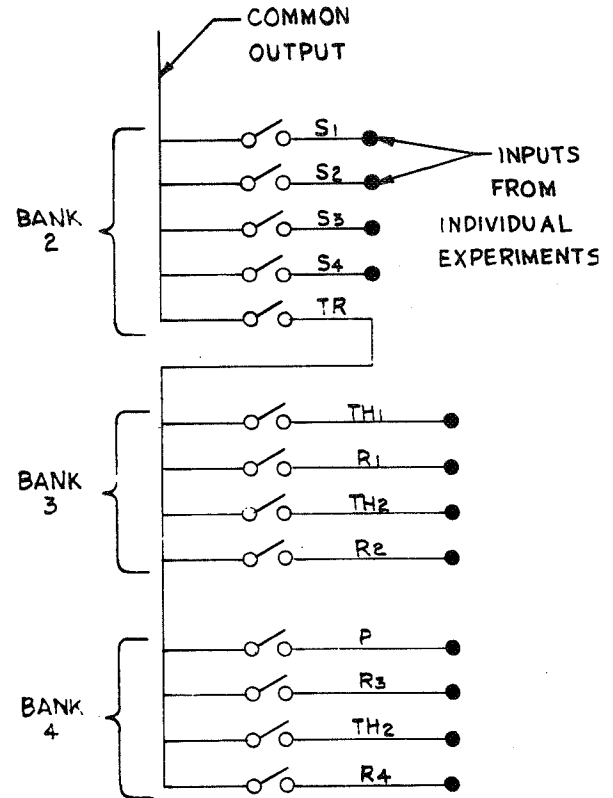 COMMON
OUTPUT
S1
S2
S3
S4
TR
INPUTS
FROM
INDIVIDUAL
EXPERIMENTS
BANK
2
TH1
R1
TH2
R2
BANK
3
P
R3
TH2
R4
BANK
4